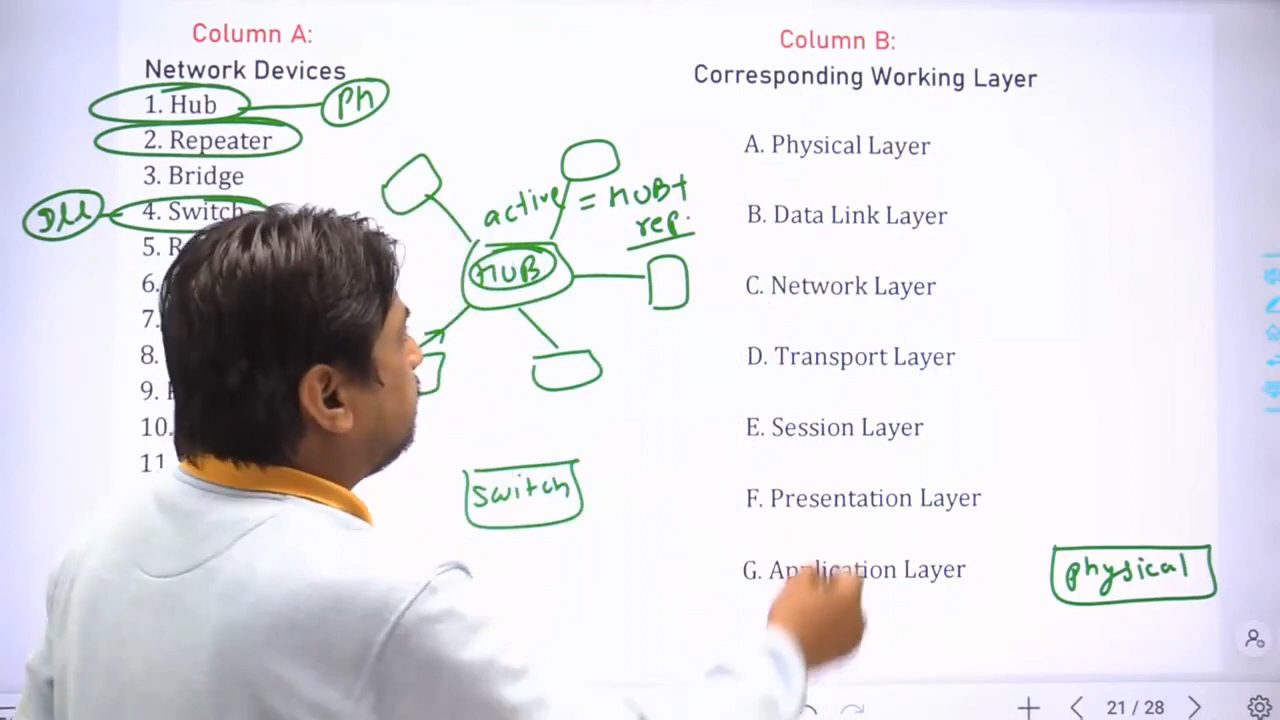 Column A:
Network Devices
1. Hub
2. Repeater
3. Bridge
4. Switch
5. R
6.
7.
8.
9.
10.
11
Ph
active = HUB+
rep.
HUB
switch
Column B:
Corresponding Working Layer
A. Physical Layer
B. Data Link Layer
C. Network Layer
D. Transport Layer
E. Session Layer
F. Presentation Layer
G. Application Layer
physical
21 / 28